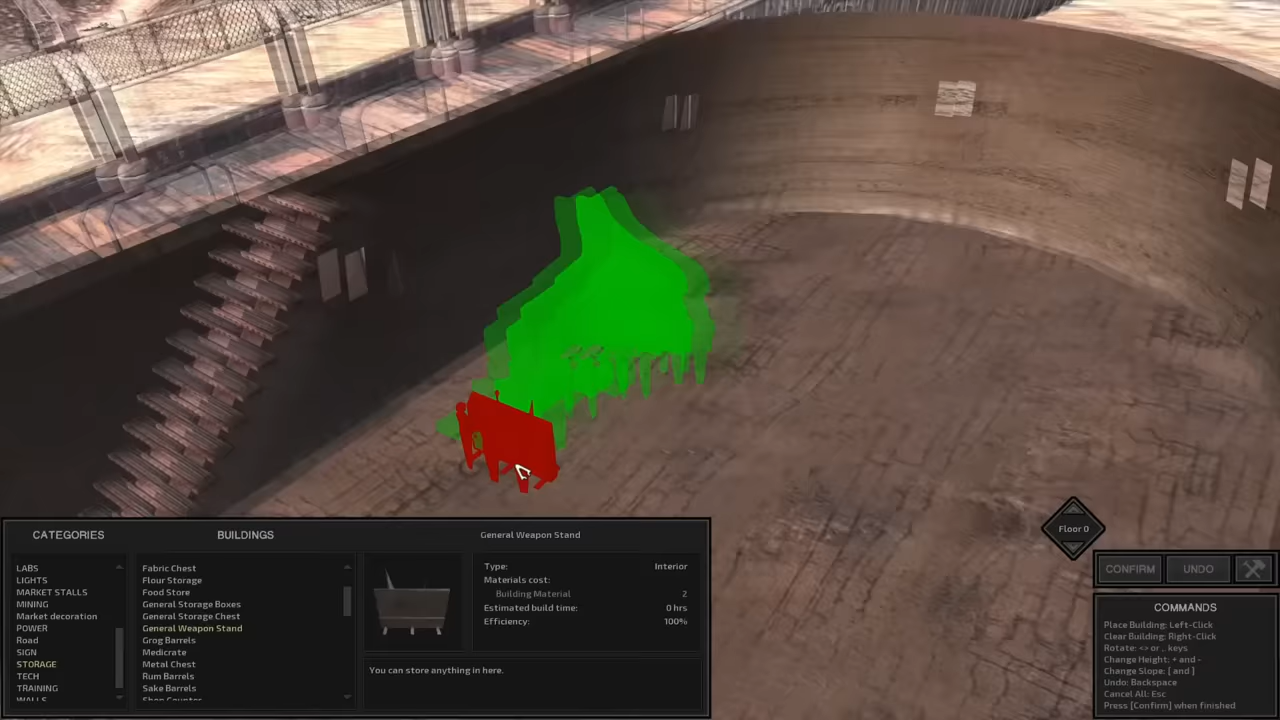 CATEGORIES
LABS
LIGHTS
MARKET STALLS
MINING
Market decoration
POWER
Road
SIGN
STORAGE
TECH
TRAINING
WALLS
BUILDINGS
Fabric Chest
Flour Storage
Food Store
General Storage Boxes
General Storage Chest
General Weapon Stand
Grog Barrels
Medicrate
Metal Chest
Rum Barrels
Sake Barrels
Shop Counter
General Weapon Stand
Type: Interior
Materials cost:
Building Material 2
Estimated build time: 0 hrs
Efficiency: 100%
You can store anything in here.
Floor 0
CONFIRM UNDO
COMMANDS
Place Building: Left-Click
Clear Building: Right-Click
Rotate: <> or ,. keys
Change Height: + and -
Change Slope: [ and ]
Undo: Backspace
Cancel All: Esc
Press [Confirm] when finished